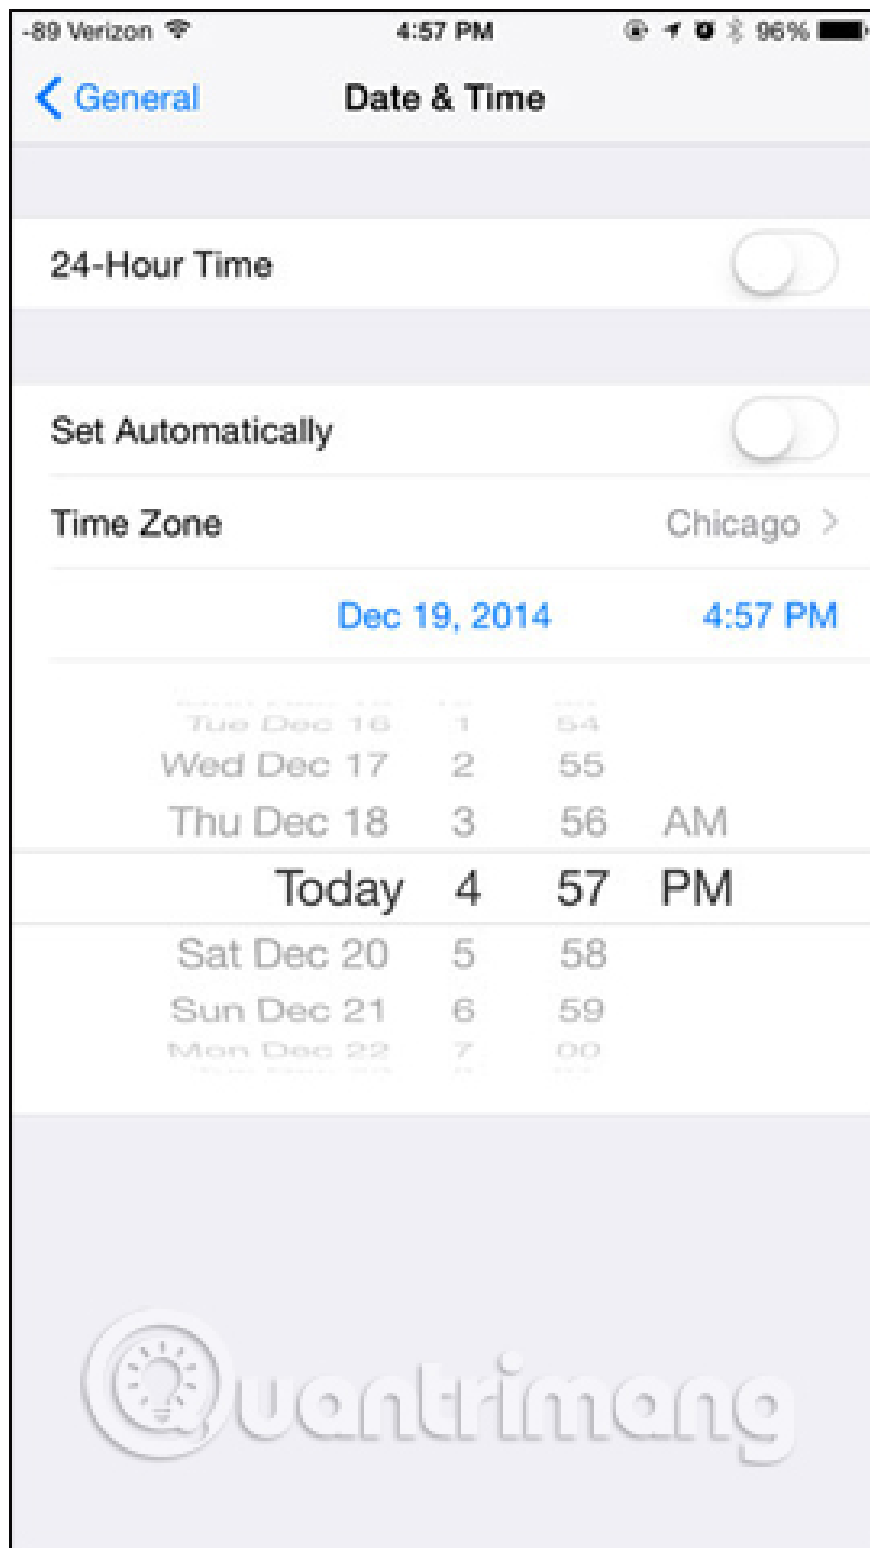 -89 Verizon 4:57 PM 96%
General Date & Time
24-Hour Time
Set Automatically
Time Zone Chicago
Dec 19, 2014 4:57 PM
Tue Dec 16 1 54
Wed Dec 17 2 55
Thu Dec 18 3 56 AM
Today 4 57 PM
Sat Dec 20 5 58
Sun Dec 21 6 59
Mon Dec 22 7 00
Quantrimang